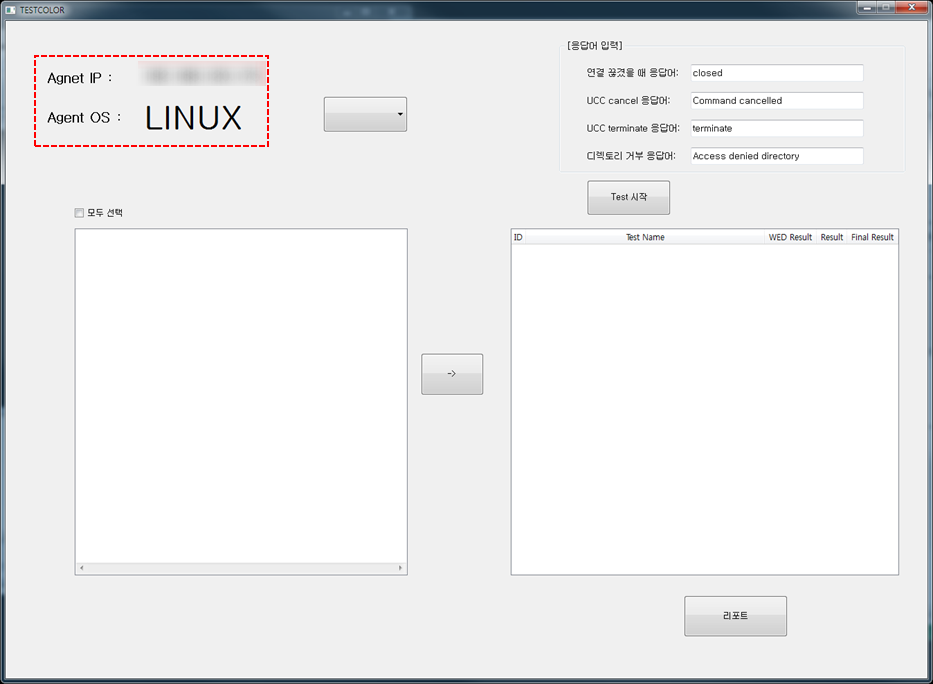 TESTCOLOR
Agnet IP :
Agent OS : LINUX
[응답어 입력]
연결 끊겼을 때 응답어: closed
UCC cancel 응답어: Command cancelled
UCC terminate 응답어: terminate
디렉토리 거부 응답어: Access denied directory
Test 시작
모두 선택
ID Test Name WED Result Result Final Result
->
리포트